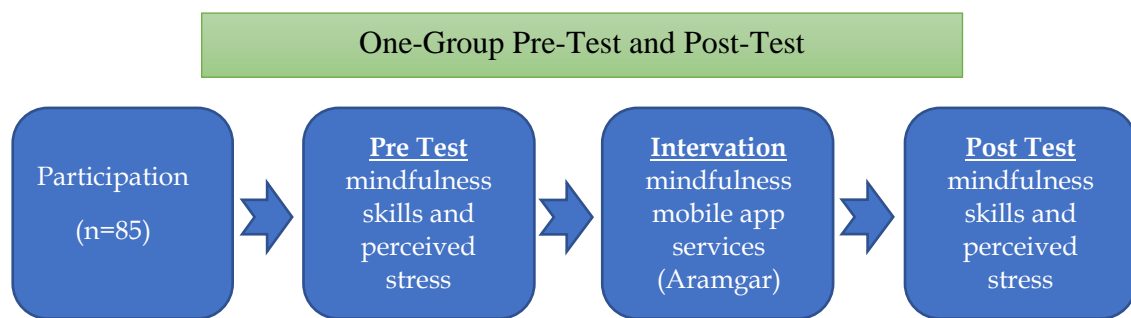 One-Group Pre-Test and Post-Test
Participation
(n=85)
Pre Test
mindfulness
skills and
perceived
stress
Intervation
mindfulness
mobile app
services
(Aramgar)
Post Test
mindfulness
skills and
perceived
stress